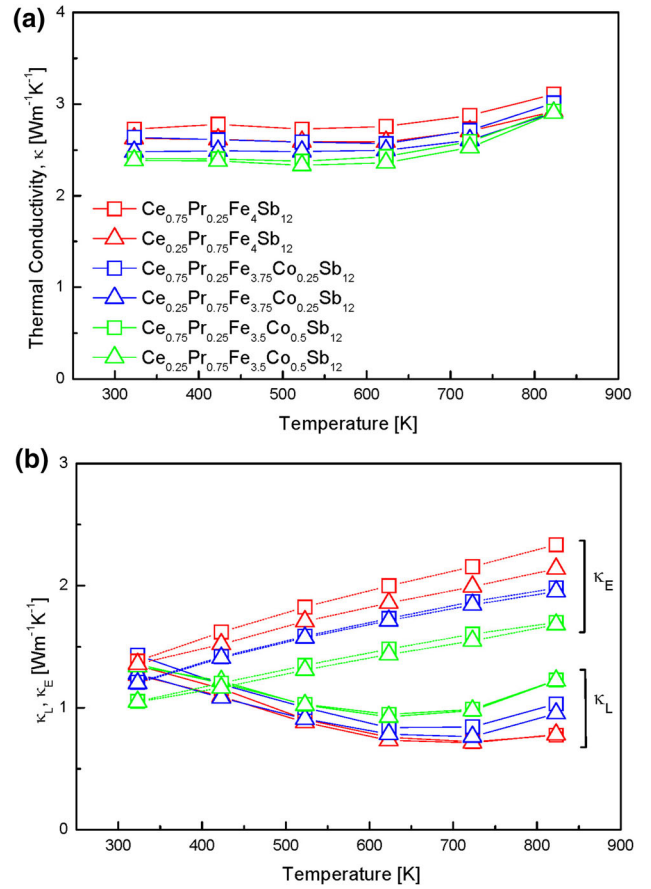 (a)
4
3
2
1
0
Thermal Conductivity, κ [Wm⁻¹K⁻¹]
Ce₀.₇₅Pr₀.₂₅Fe₄Sb₁₂
Ce₀.₂₅Pr₀.₇₅Fe₄Sb₁₂
Ce₀.₇₅Pr₀.₂₅Fe₃.₇₅Co₀.₂₅Sb₁₂
Ce₀.₂₅Pr₀.₇₅Fe₃.₇₅Co₀.₂₅Sb₁₂
Ce₀.₇₅Pr₀.₂₅Fe₃.₅Co₀.₅Sb₁₂
Ce₀.₂₅Pr₀.₇₅Fe₃.₅Co₀.₅Sb₁₂
300 400 500 600 700 800 900
Temperature [K]
(b)
3
2
1
0
κL, κE [Wm⁻¹K⁻¹]
κE
κL
300 400 500 600 700 800 900
Temperature [K]